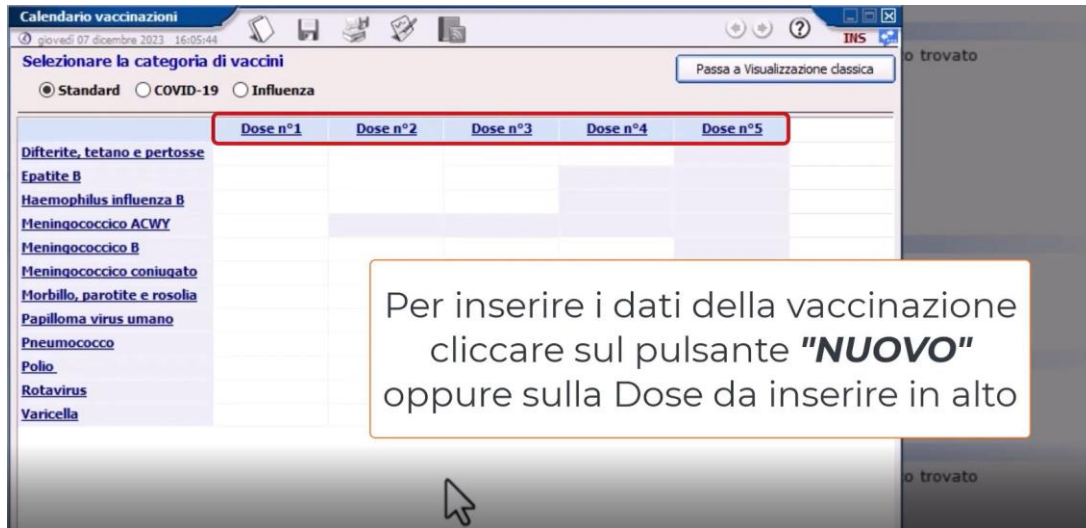 Calendario vaccinazioni
giovedì 07 dicembre 2023 16:05:44
INS
Selezionare la categoria di vaccini
Passa a Visualizzazione classica
Standard COVID-19 Influenza
o trovato
Dose n°1 Dose n°2 Dose n°3 Dose n°4 Dose n°5
Difterite, tetano e pertosse
Epatite B
Haemophilus influenza B
Meningococcico ACWY
Meningococcico B
Meningococcico coniugato
Morbillo, parotite e rosolia
Papilloma virus umano
Pneumococco
Polio
Rotavirus
Varicella
Per inserire i dati della vaccinazione
cliccare sul pulsante "NUOVO"
oppure sulla Dose da inserire in alto
o trovato